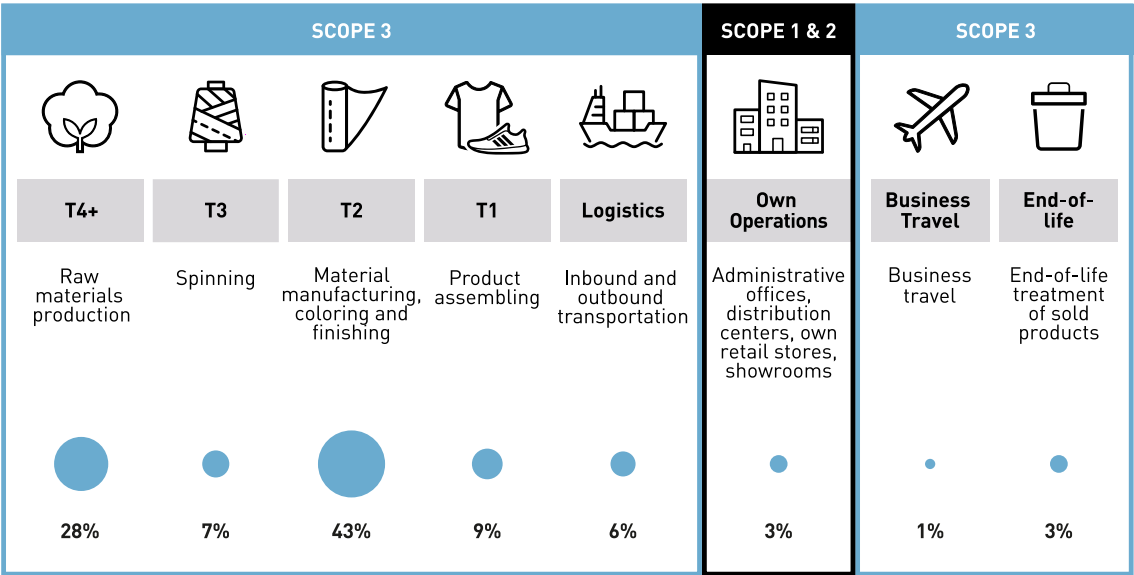 SCOPE 3
SCOPE 1 & 2
SCOPE 3
T4+
T3
T2
T1
Logistics
Own
Operations
Business
Travel
End-of-
life
Raw
materials
production
Spinning
Material
manufacturing,
coloring and
finishing
Product
assembling
Inbound and
outbound
transportation
Administrative
offices,
distribution
centers, own
retail stores,
showrooms
Business
travel
End-of-life
treatment
of sold
products
28%
7%
43%
9%
6%
3%
1%
3%